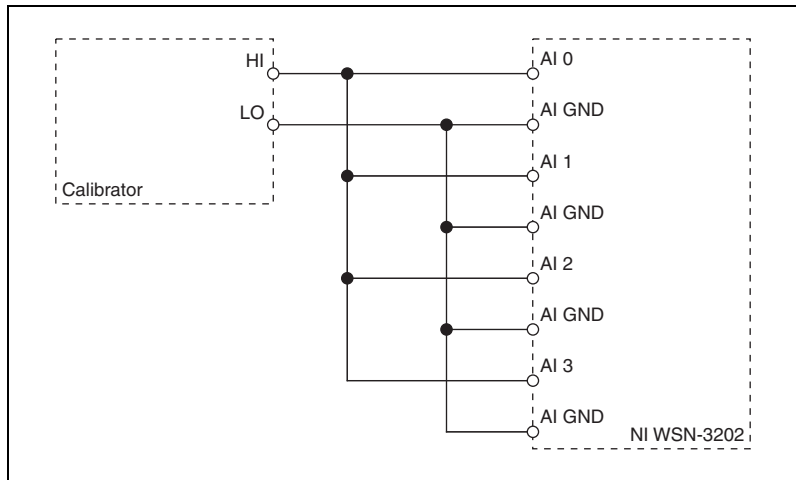 HI
LO
Calibrator
AI 0
AI GND
AI 1
AI GND
AI 2
AI GND
AI 3
AI GND
NI WSN-3202